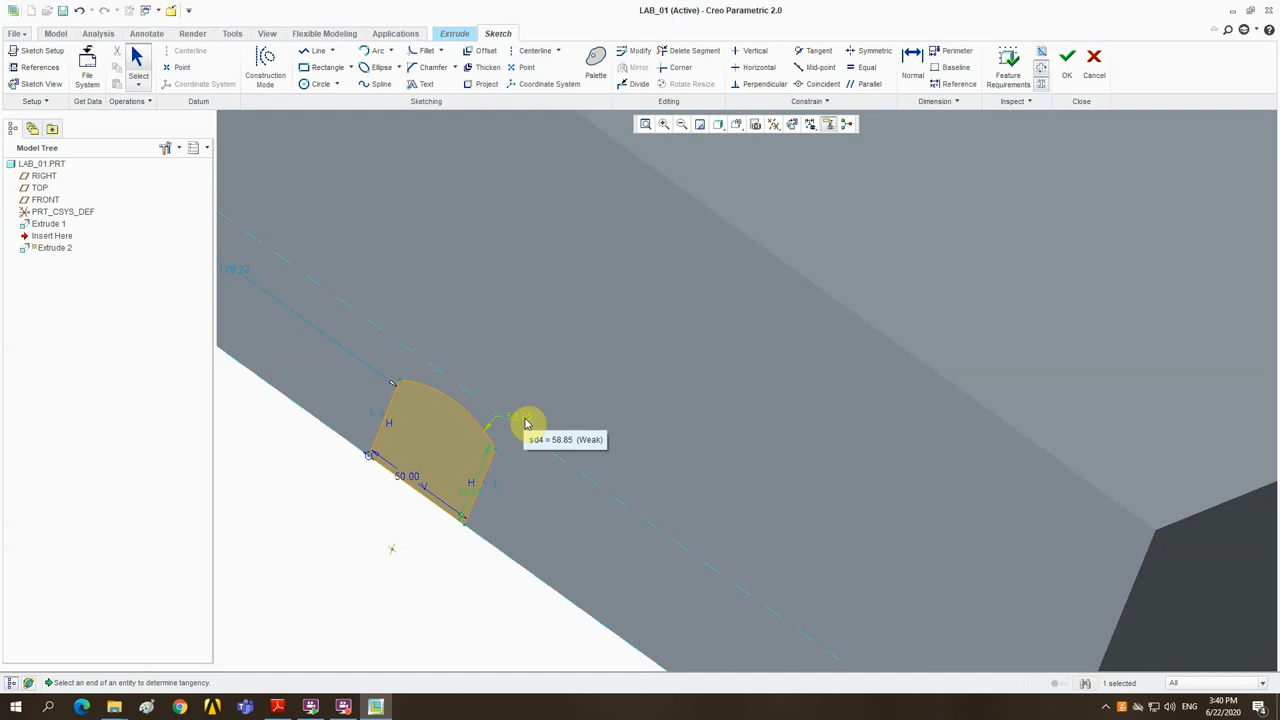 LAB_01 (Active) - Creo Parametric 2.0
File
Model
Analysis
Annotate
Render
Tools
View
Flexible Modeling
Applications
Extrude
Sketch
Sketch Setup
References
Sketch View
File System
Select
Centerline
Point
Coordinate System
Construction Mode
Line
Rectangle
Circle
Arc
Ellipse
Spline
Fillet
Chamfer
Text
Offset
Thicken
Project
Centerline
Point
Coordinate System
Palette
Modify
Mirror
Divide
Delete Segment
Corner
Rotate Resize
Vertical
Horizontal
Perpendicular
Tangent
Mid-point
Coincident
Symmetric
Equal
Parallel
Normal
Perimeter
Baseline
Reference
Feature Requirements
OK
Cancel
Setup
Get Data
Operations
Datum
Sketching
Editing
Constrain
Dimension
Inspect
Close
Model Tree
LAB_01.PRT
RIGHT
TOP
FRONT
PRT_CSYS_DEF
Extrude 1
Insert Here
Extrude 2
H
sd4 = 58.85 (Weak)
50.00
V
H
Select an end of an entity to determine tangency.
1 selected
All
3:40 PM
6/22/2020